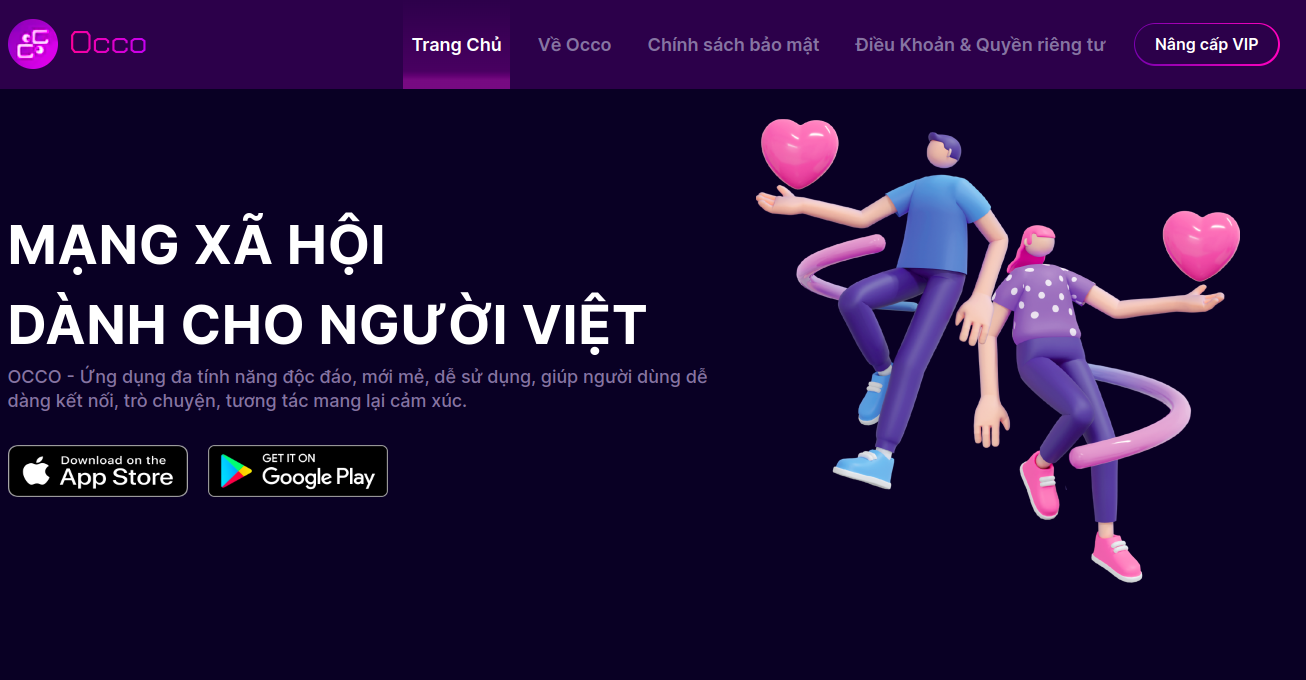 Occo
Trang Chủ
Về Occo
Chính sách bảo mật
Điều Khoản & Quyền riêng tư
Nâng cấp VIP
MẠNG XÃ HỘI
DÀNH CHO NGƯỜI VIỆT
OCCO - Ứng dụng đa tính năng độc đáo, mới mẻ, dễ sử dụng, giúp người dùng dễ
dàng kết nối, trò chuyện, tương tác mang lại cảm xúc.
Download on the
App Store
GET IT ON
Google Play